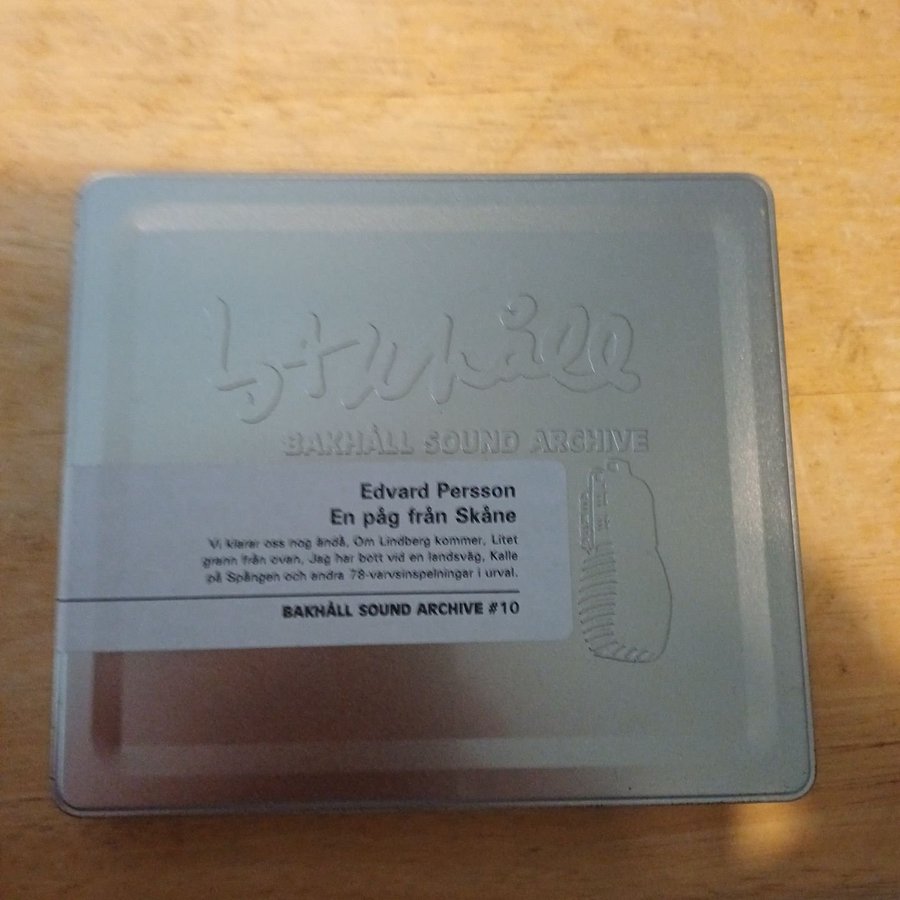 bakhåll
BAKHÅLL SOUND ARCHIVE
Edvard Persson
En påg från Skåne
Vi klarar oss nog ändå, Om Lindberg kommer, Litet
grann från ovan, Jag har bott vid en landsväg, Kalle
på Spången och andra 78-varvsinspelningar i urval.
BAKHÅLL SOUND ARCHIVE #10